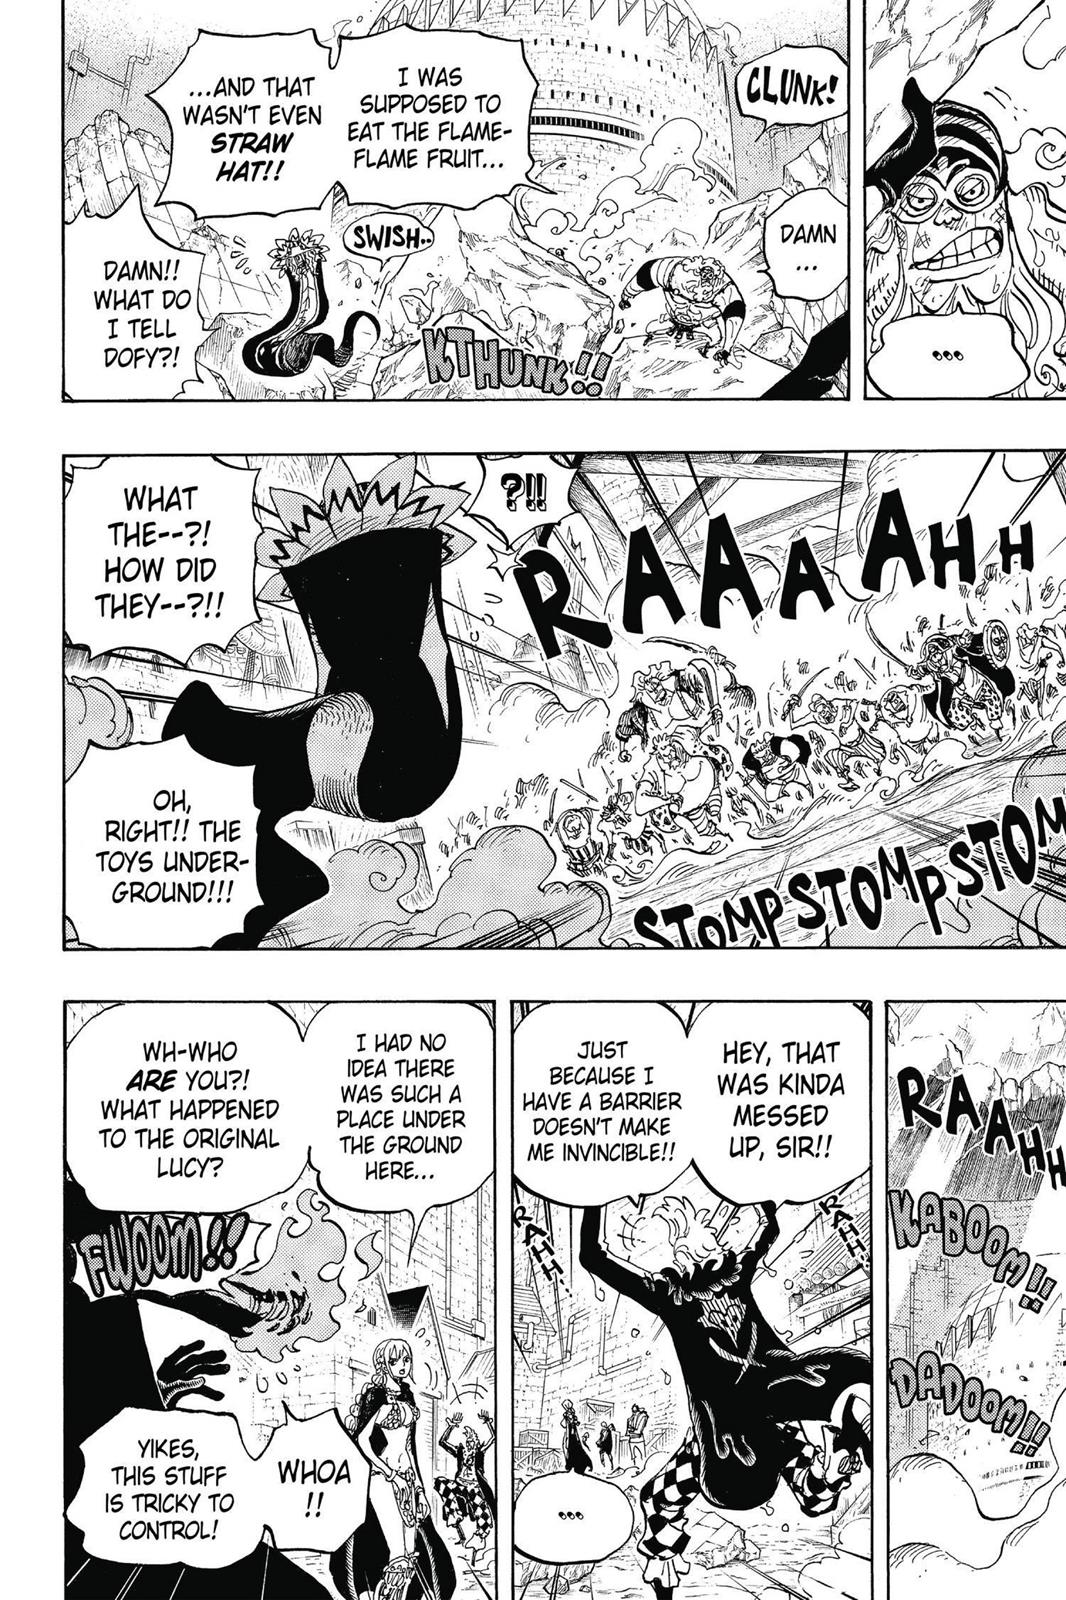 ...
CLUNK!
DAMN
...
I WAS
SUPPOSED TO
EAT THE FLAME-
FLAME FRUIT...
...AND THAT
WASN'T EVEN
STRAW
HAT!!
SWISH..
KTHUNK!!
DAMN!!
WHAT DO
I TELL
DOFY?!
RAAAAHH
?!!
WHAT
THE--?!
HOW DID
THEY--?!!
STOMPSTOMPSTOM
OH,
RIGHT!! THE
TOYS UNDER-
GROUND!!!
RAAHH
KABOOM!!
DADOOM!!
HEY, THAT
WAS KINDA
MESSED
UP, SIR!!
JUST
BECAUSE I
HAVE A BARRIER
DOESN'T MAKE
ME INVINCIBLE!!
RAHH..
RAHH..
...
I HAD NO
IDEA THERE
WAS SUCH A
PLACE UNDER
THE GROUND
HERE...
WH-WHO
ARE YOU?!
WHAT HAPPENED
TO THE ORIGINAL
LUCY?
FWOOM!!
WHOA
!!
YIKES,
THIS STUFF
IS TRICKY TO
CONTROL!